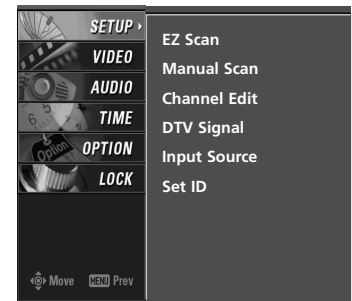 SETUP
VIDEO
AUDIO
TIME
OPTION
LOCK
Move MENU Prev
EZ Scan
Manual Scan
Channel Edit
DTV Signal
Input Source
Set ID